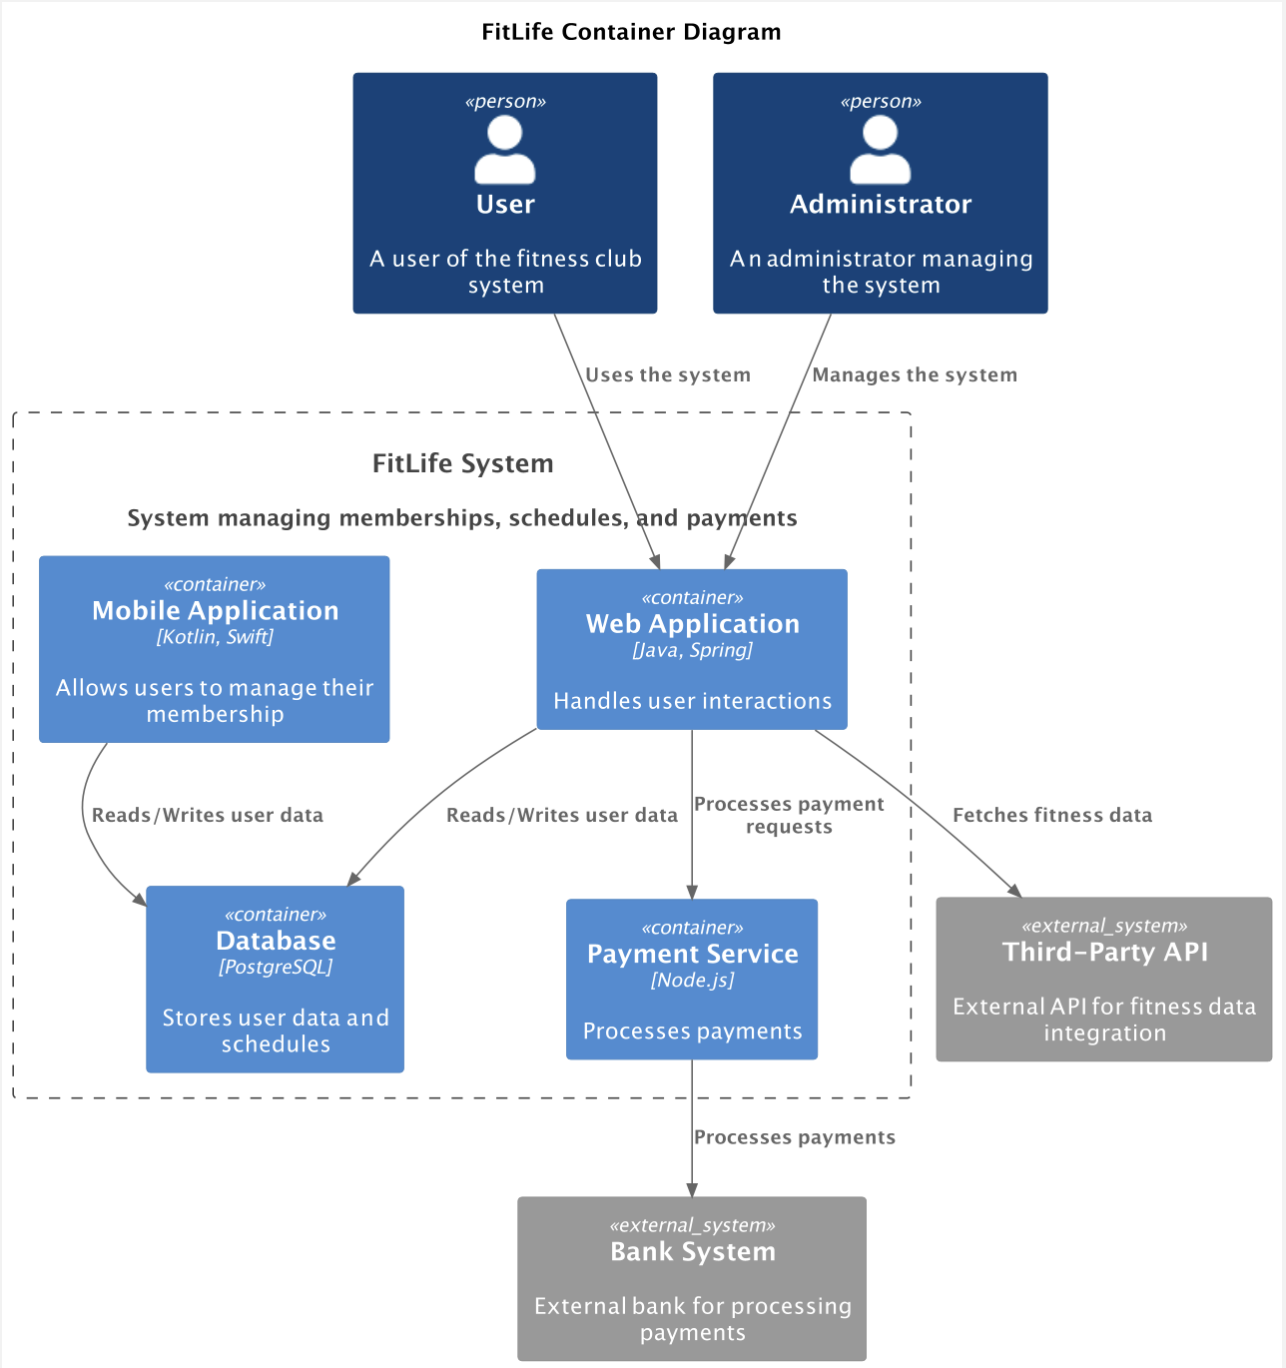 FitLife Container Diagram
«person»
User
A user of the fitness club
system
«person»
Administrator
An administrator managing
the system
Uses the system
Manages the system
FitLife System
System managing memberships, schedules, and payments
«container»
Mobile Application
[Kotlin, Swift]
Allows users to manage their
membership
«container»
Web Application
[Java, Spring]
Handles user interactions
Reads/Writes user data
Reads/Writes user data
Processes payment
requests
Fetches fitness data
«container»
Database
[PostgreSQL]
Stores user data and
schedules
«container»
Payment Service
[Node.js]
Processes payments
«external_system»
Third-Party API
External API for fitness data
integration
Processes payments
«external_system»
Bank System
External bank for processing
payments